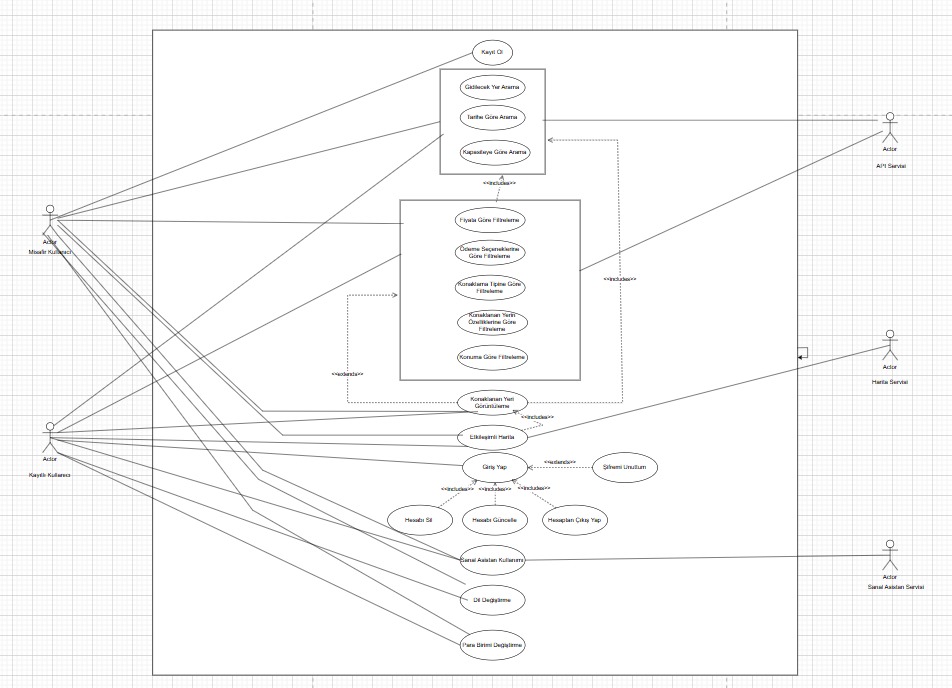 Kayıt Ol
Gidilecek Yer Arama
Tarihe Göre Arama
Kapasiteye Göre Arama
<<includes>>
Fiyata Göre Filtreleme
Ödeme Seçeneklerine
Göre Filtreleme
Konaklama Tipine Göre
Filtreleme
Konaklanan Yerin
Özelliklerine Göre
Filtreleme
Konuma Göre Filtreleme
<<includes>>
<<extends>>
Konaklanan Yeri
Görüntüleme
<<includes>>
Etkileşimli Harita
Giriş Yap
<<extends>>
Şifremi Unuttum
<<includes>>
<<includes>>
<<includes>>
Hesabı Sil
Hesabı Güncelle
Hesaptan Çıkış Yap
Sanal Asistan Kullanımı
Dil Değiştirme
Para Birimi Değiştirme
Actor
Misafir Kullanıcı
Actor
Kayıtlı Kullanıcı
Actor
API Servisi
Actor
Harita Servisi
Actor
Sanal Asistan Servisi